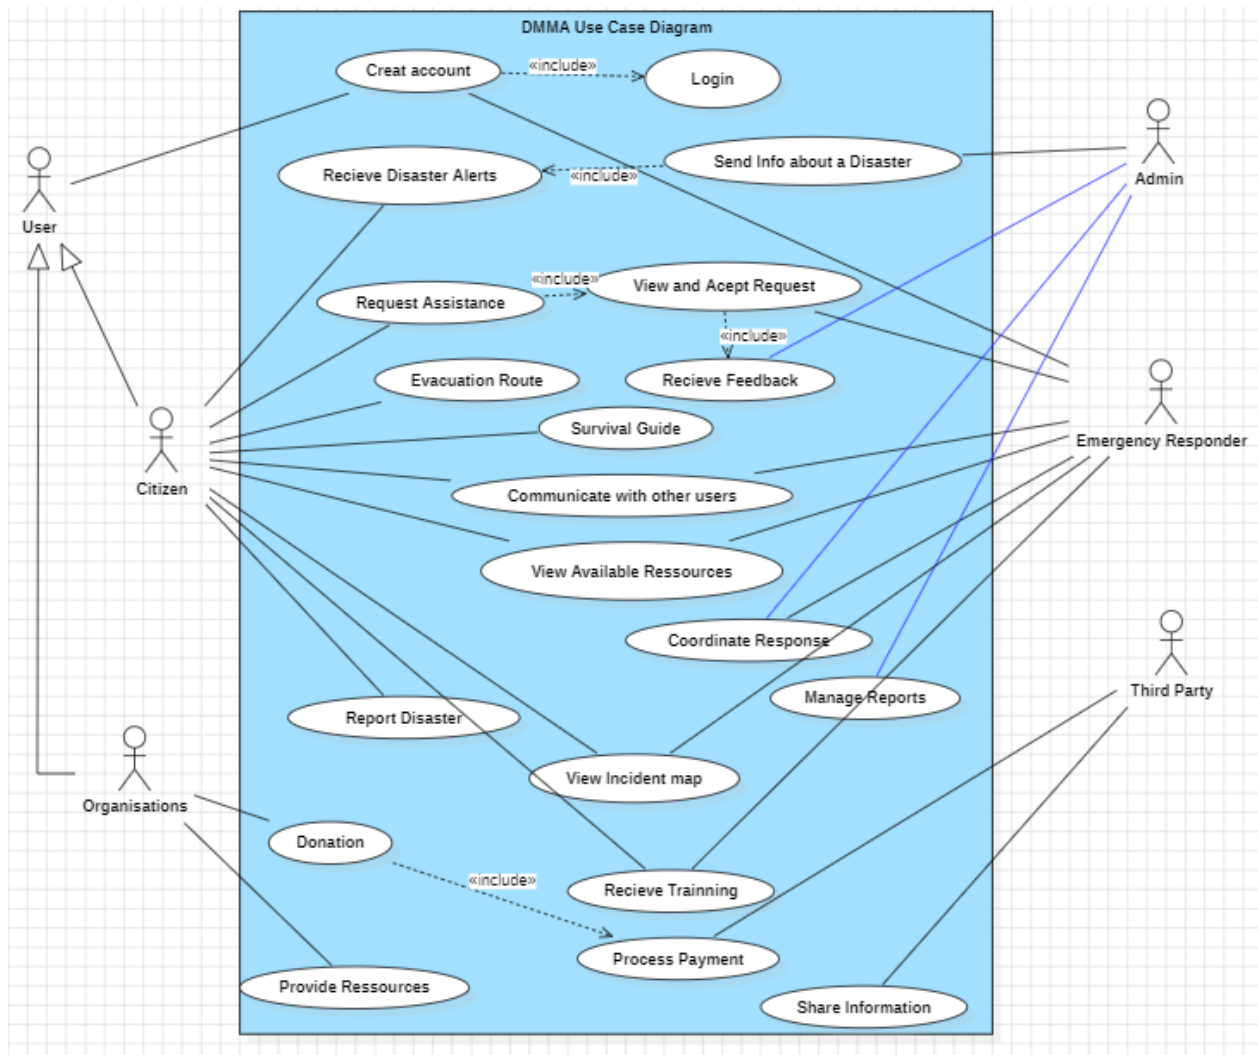 DMMA Use Case Diagram
Creat account
«include»
Login
Send Info about a Disaster
Recieve Disaster Alerts
«include»
Admin
User
«include»
View and Acept Request
Request Assistance
«include»
Evacuation Route
Recieve Feedback
Survival Guide
Emergency Responder
Citizen
Communicate with other users
View Available Ressources
Coordinate Response
Third Party
Manage Reports
Report Disaster
View Incident map
Organisations
Donation
«include»
Recieve Trainning
Process Payment
Provide Ressources
Share Information